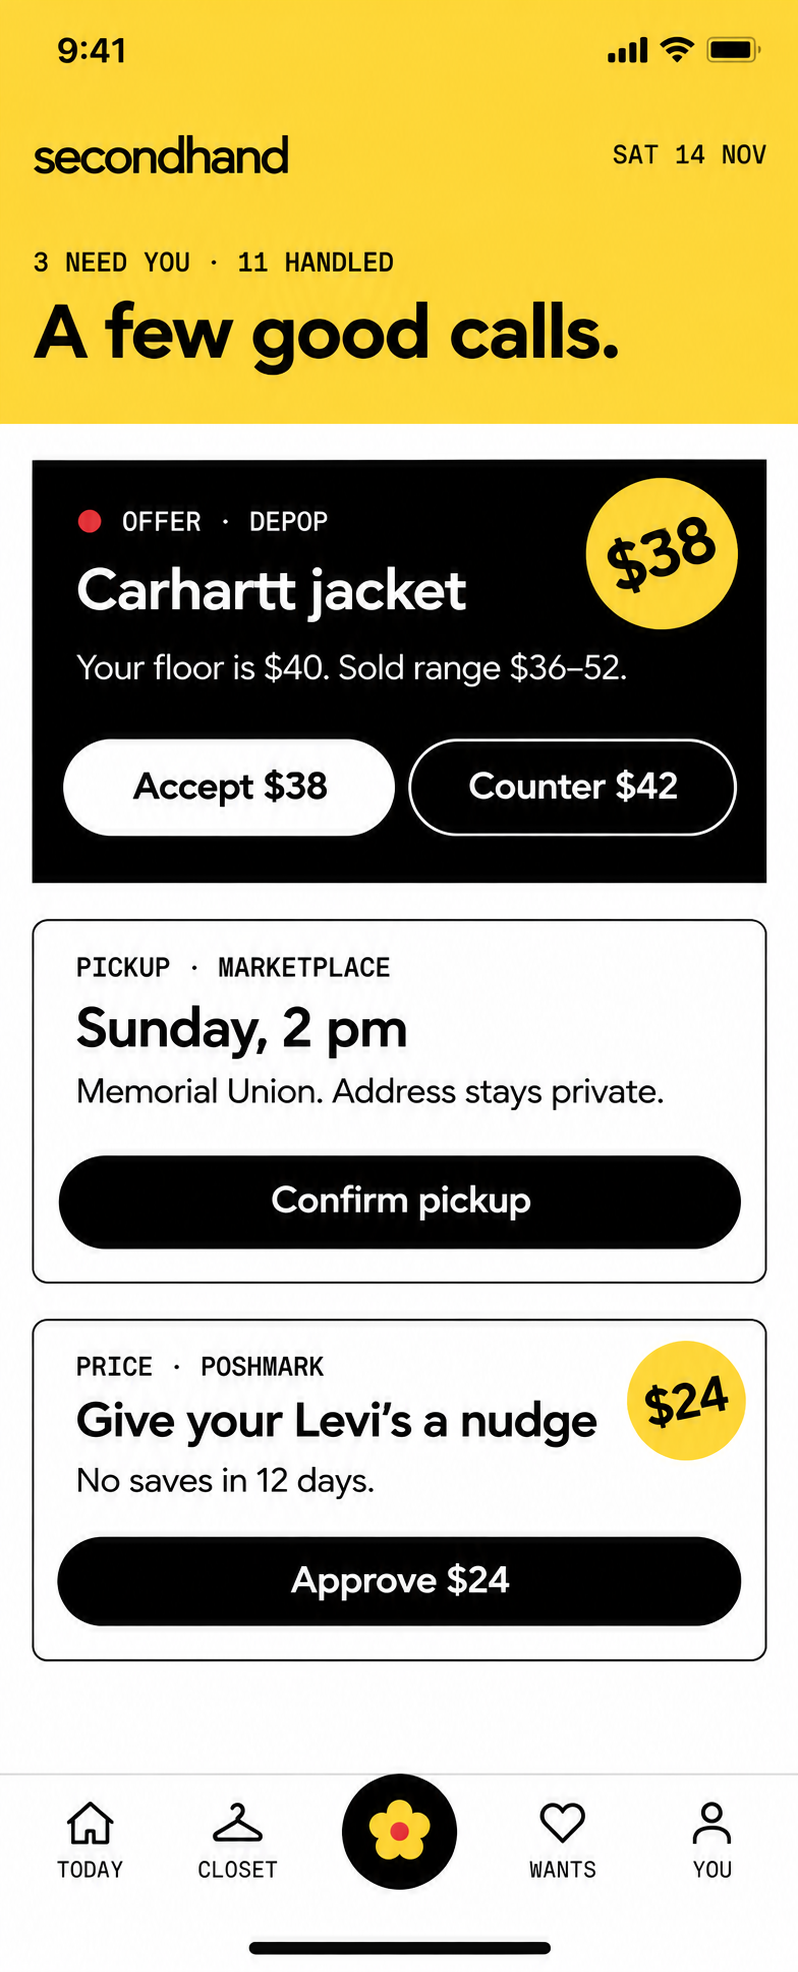 9:41
secondhand
SAT 14 NOV
3 NEED YOU · 11 HANDLED
A few good calls.
OFFER · DEPOP
$38
Carhartt jacket
Your floor is $40. Sold range $36–52.
Accept $38
Counter $42
PICKUP · MARKETPLACE
Sunday, 2 pm
Memorial Union. Address stays private.
Confirm pickup
PRICE · POSHMARK
$24
Give your Levi’s a nudge
No saves in 12 days.
Approve $24
TODAY
CLOSET
WANTS
YOU